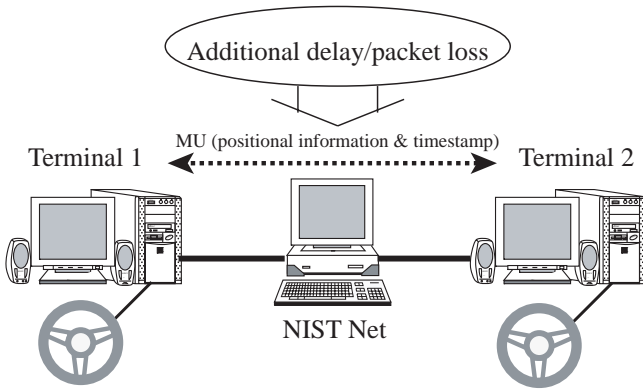 Additional delay/packet loss
MU (positional information & timestamp)
Terminal 1
Terminal 2
NIST Net